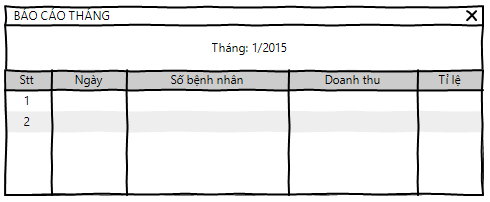 BÁO CÁO THÁNG
Tháng: 1/2015
Stt Ngày Số bệnh nhân Doanh thu Tỉ lệ
1
2